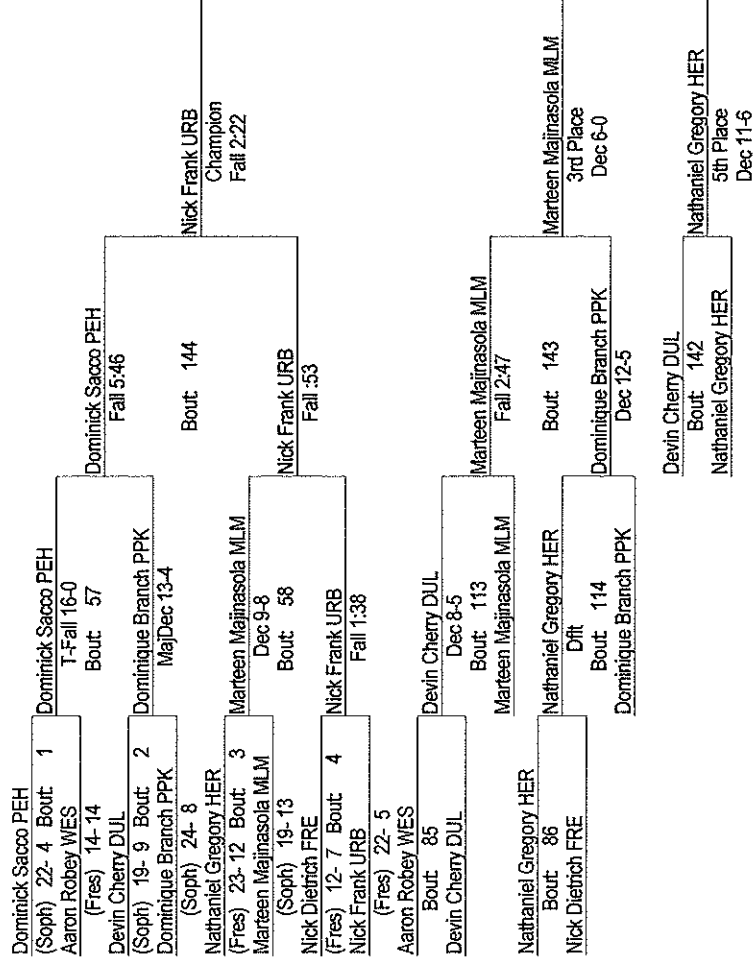 Dominick Sacco PEH
(Soph) 22- 4 Bout: 1
Aaron Robey WES
(Fres) 14- 14
Devin Cherry DUL
(Soph) 19- 9 Bout: 2
Dominique Branch PPK
(Soph) 24- 8
Nathaniel Gregory HER
(Fres) 23- 12 Bout: 3
Marteen Majinasola MLM
(Soph) 19- 13
Nick Dietrich FRE
(Fres) 12- 7 Bout: 4
Nick Frank URB
(Fres) 22- 5
Aaron Robey WES
Bout: 85
Devin Cherry DUL
Nathaniel Gregory HER
Bout: 86
Nick Dietrich FRE
Dominick Sacco PEH
T-Fall 16-0
Bout: 57
Dominique Branch PPK
MajDec 13-4
Marteen Majinasola MLM
Dec 9-8
Bout: 58
Nick Frank URB
Fall 1:38
Devin Cherry DUL
Dec 8-5
Bout: 113
Marteen Majinasola MLM
Nathaniel Gregory HER
Dflt
Bout: 114
Dominique Branch PPK
Dominick Sacco PEH
Fall 5:46
Bout: 144
Nick Frank URB
Fall :53
Marteen Majinasola MLM
Fall 2:47
Bout: 143
Dominique Branch PPK
Dec 12-5
Devin Cherry DUL
Bout: 142
Nathaniel Gregory HER
Nick Frank URB
Champion
Fall 2:22
Marteen Majinasola MLM
3rd Place
Dec 6-0
Nathaniel Gregory HER
5th Place
Dec 11-6